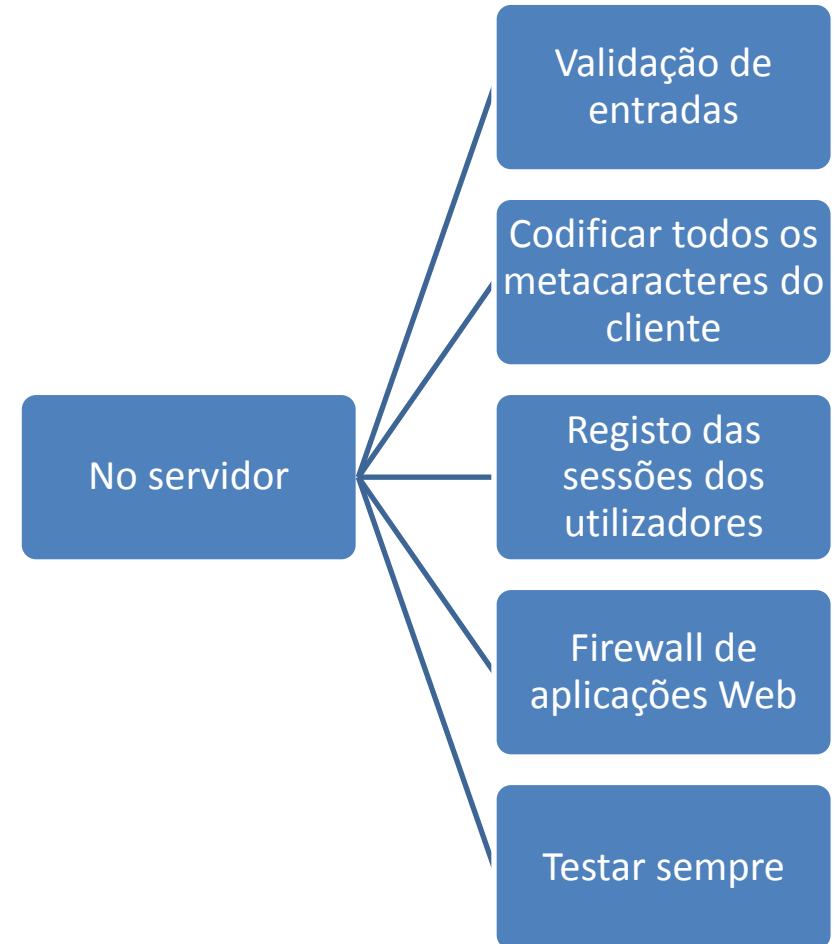 No servidor
Validação de
entradas
Codificar todos os
metacaracteres do
cliente
Registo das
sessões dos
utilizadores
Firewall de
aplicações Web
Testar sempre